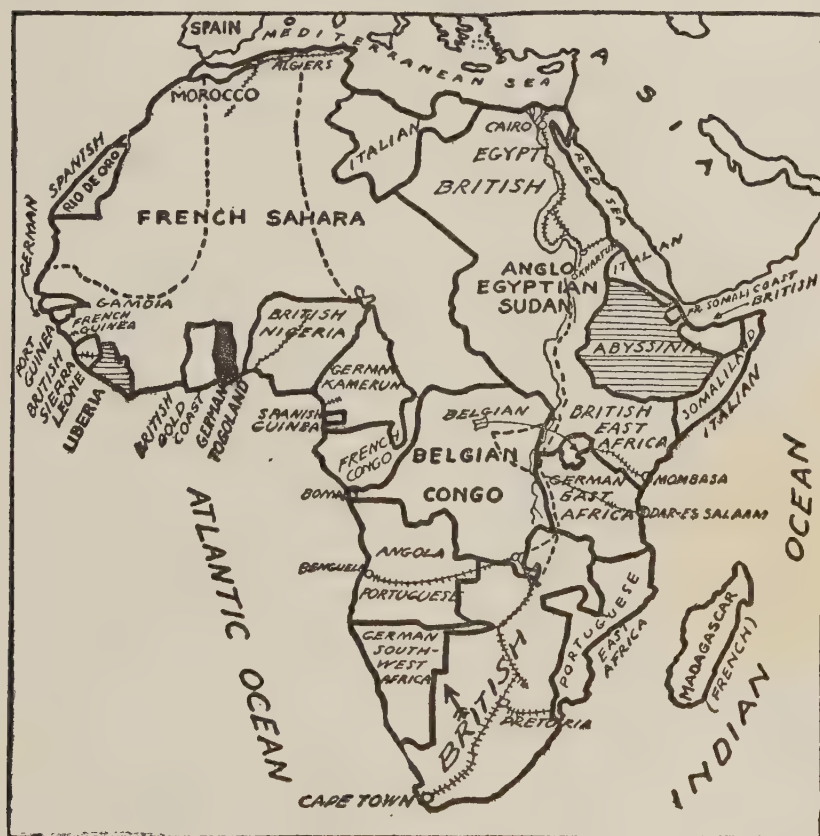 SPAIN
MEDITERRANEAN SEA
ASIA
ALGIERS
MOROCCO
ITALIAN
CAIRO
EGYPT
BRITISH
RED SEA
SPANISH
RIO DE ORO
FRENCH SAHARA
GERMAN
ANGLO
EGYPTIAN
SUDAN
KHARTUM
ITALIAN
FR. SOMALI COAST
BRITISH
GAMIDIA
FRENCH
GUINEA
PORT
GUINEA
BRITISH
SIERRA
LEONE
LIBERIA
BRITISH
GOLD
COAST
GERMAN
TOGOLAND
BRITISH
NIGERIA
GERMAN
KAMERUN
ABYSSINIA
SOMALILAND
ITALIAN
SPANISH
GUINEA
FRENCH
CONGO
BELGIAN
BELGIAN
CONGO
BRITISH
EAST
AFRICA
MOMBASA
GERMAN
EAST
AFRICA
DAR-ES SALAAM
BOMA
ANGOLA
BENGUELA
PORTUGUESE
GERMAN
SOUTH-
WEST
AFRICA
BRITISH
PRETORIA
PORTUGUESE
EAST
AFRICA
MADAGASCAR
(FRENCH)
CAPE TOWN
ATLANTIC OCEAN
INDIAN
OCEAN